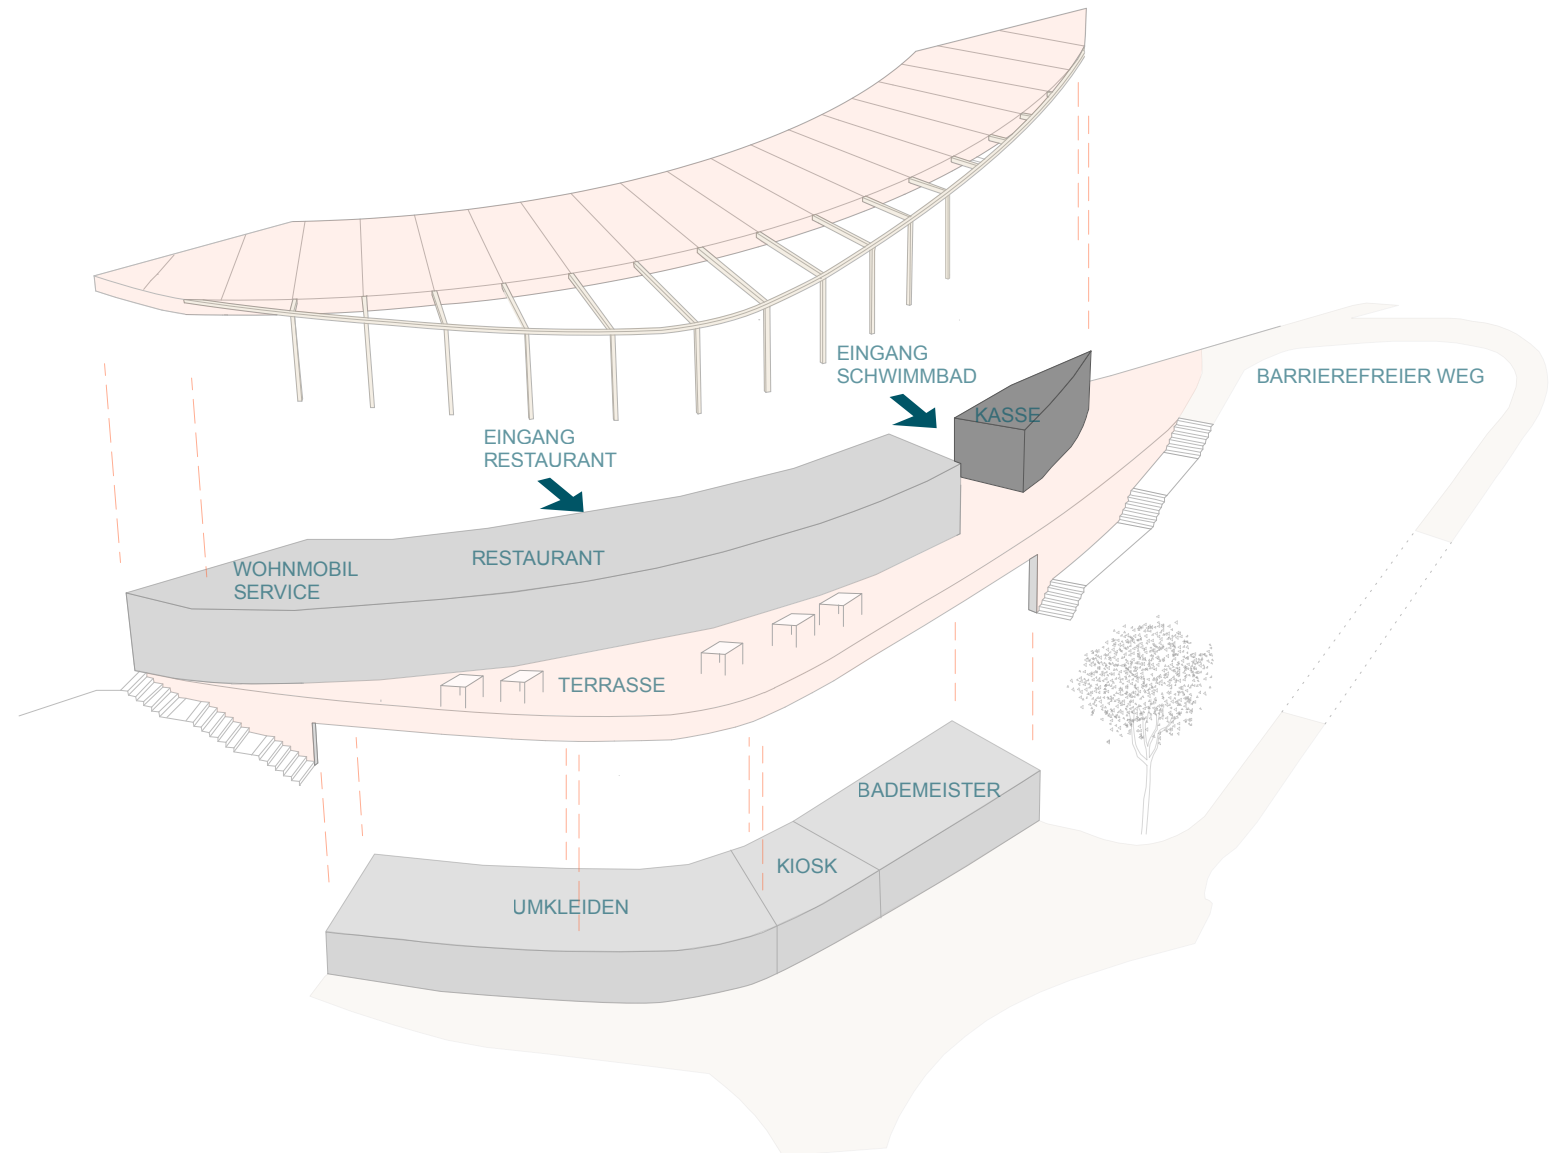 EINGANG
SCHWIMMBAD
BARRIEREFREIER WEG
KASSE
EINGANG
RESTAURANT
RESTAURANT
WOHNMOBIL
SERVICE
TERRASSE
BADEMEISTER
KIOSK
UMKLEIDEN